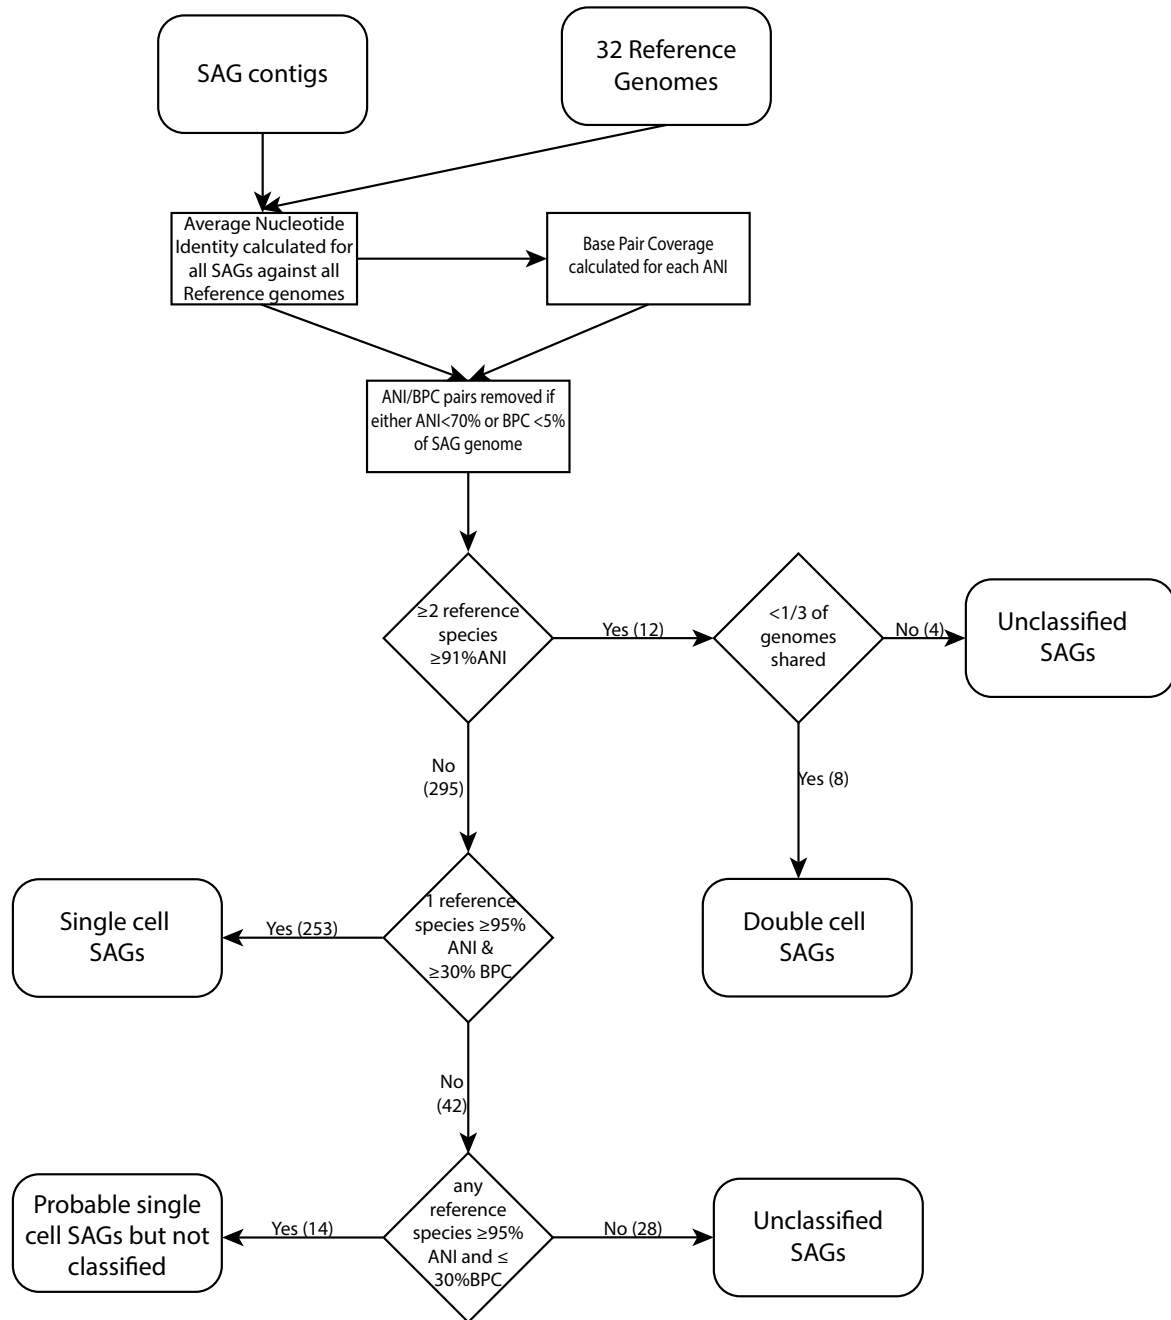 SAG contigs
32 Reference
Genomes
Average Nucleotide
Identity calculated for
all SAGs against all
Reference genomes
Base Pair Coverage
calculated for each ANI
ANI/BPC pairs removed if
either ANI<70% or BPC <5%
of SAG genome
≥2 reference
species
≥91%ANI
Yes (12)
<1/3 of
genomes
shared
No (4)
Unclassified
SAGs
No
(295)
Yes (8)
Single cell
SAGs
Yes (253)
1 reference
species ≥95%
ANI &
≥30% BPC
Double cell
SAGs
No
(42)
Probable single
cell SAGs but not
classified
Yes (14)
any
reference
species ≥95%
ANI and ≤
30%BPC
No (28)
Unclassified
SAGs